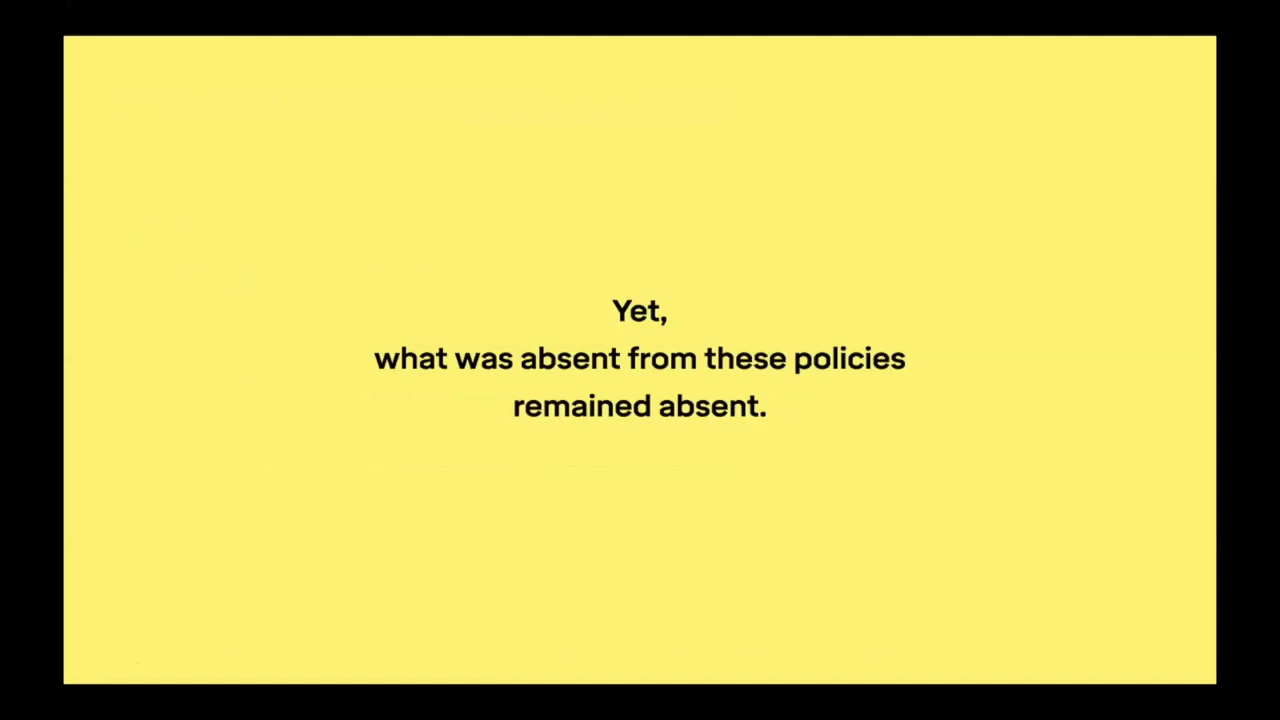 Yet,
what was absent from these policies
remained absent.